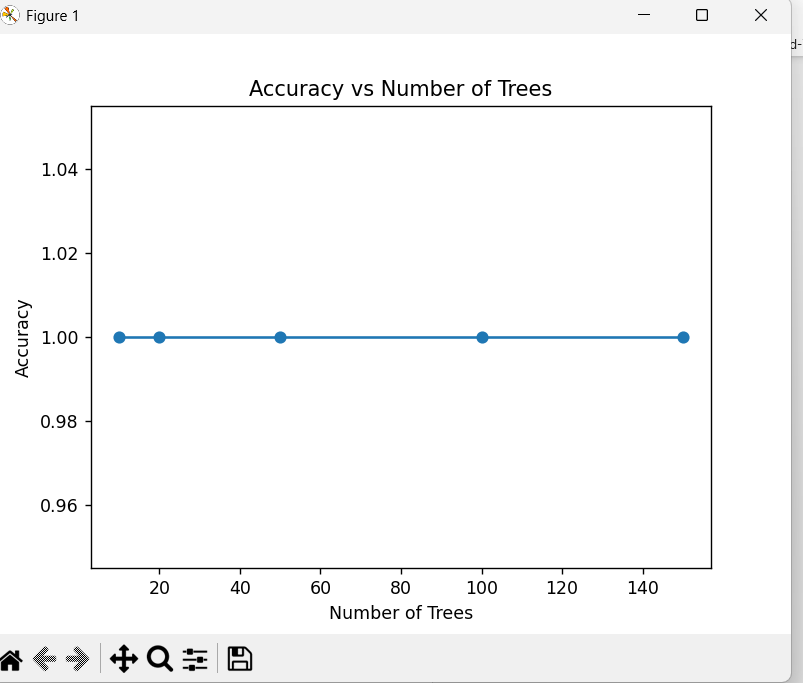 Figure 1
d-
Accuracy vs Number of Trees
1.04
1.02
1.00
0.98
0.96
Accuracy
20 40 60 80 100 120 140
Number of Trees